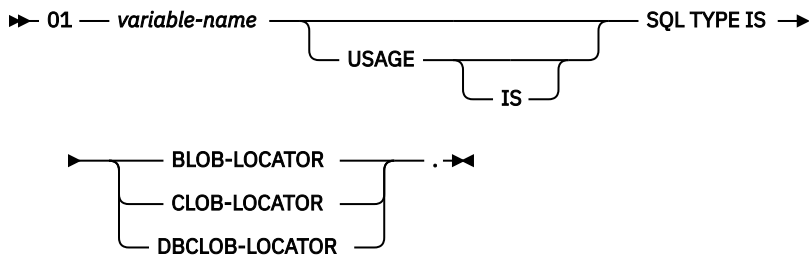 01 variable-name SQL TYPE IS
USAGE
IS
BLOB-LOCATOR .
CLOB-LOCATOR
DBCLOB-LOCATOR